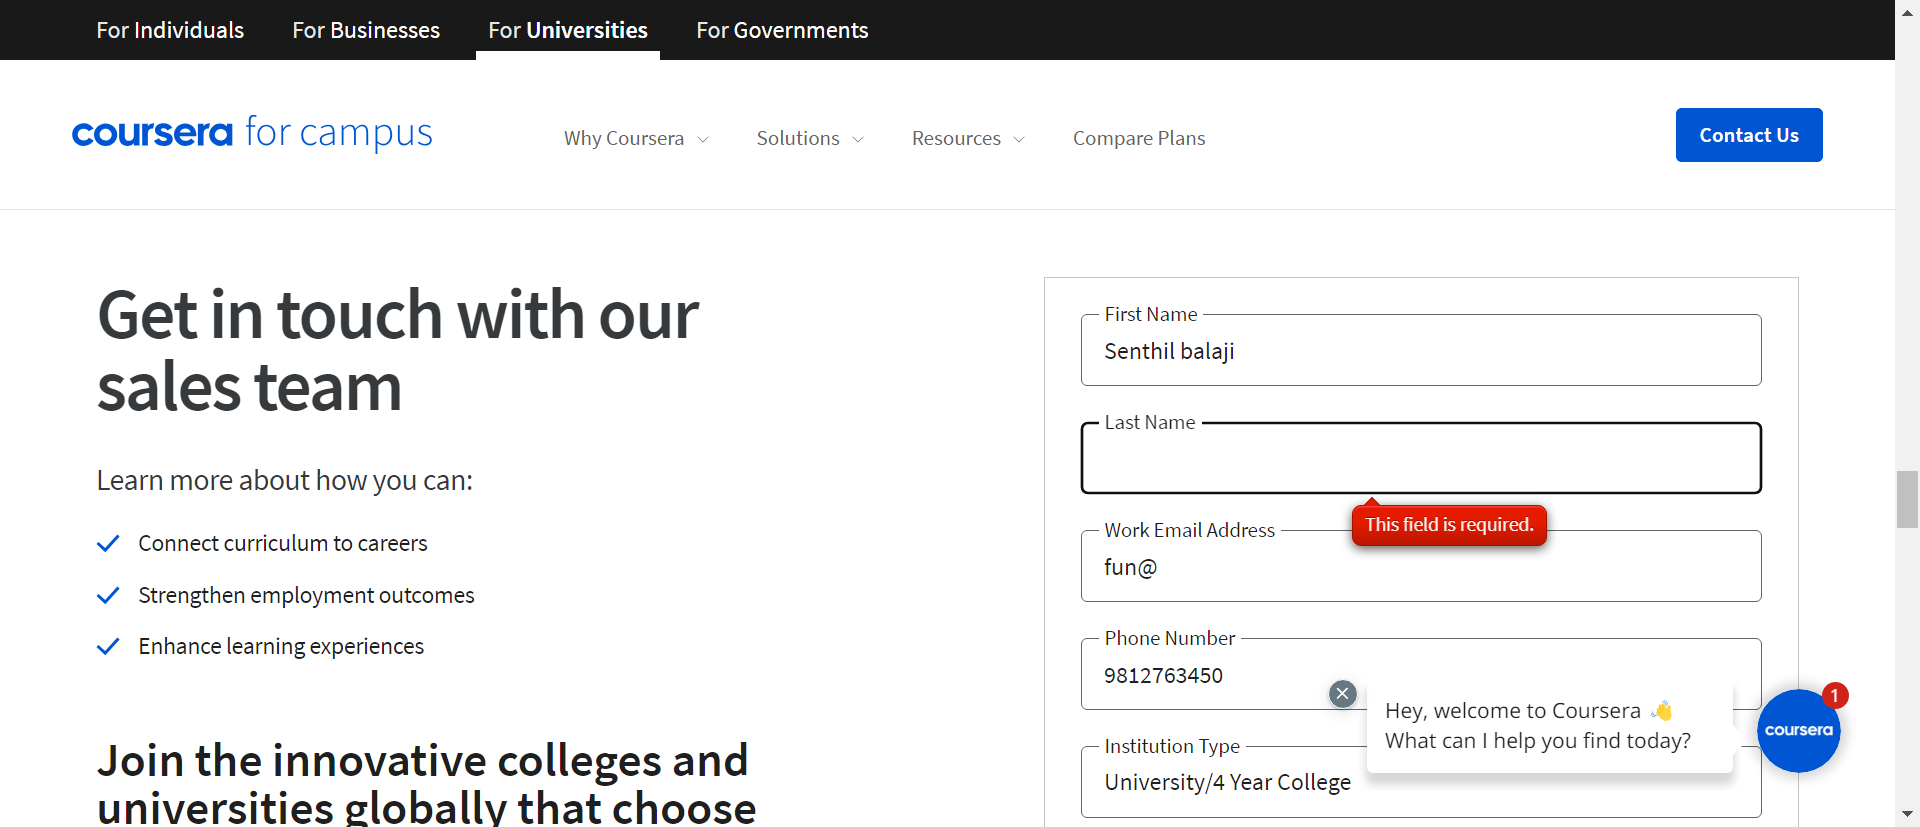 For Individuals
For Businesses
For Universities
For Governments
coursera for campus
Why Coursera
Solutions
Resources
Compare Plans
Contact Us
Get in touch with our
sales team
Learn more about how you can:
Connect curriculum to careers
Strengthen employment outcomes
Enhance learning experiences
Join the innovative colleges and
universities globally that choose
First Name
Senthil balaji
Last Name
This field is required.
Work Email Address
fun@
Phone Number
9812763450
Institution Type
University/4 Year College
Hey, welcome to Coursera 👋
What can I help you find today?
1
coursera